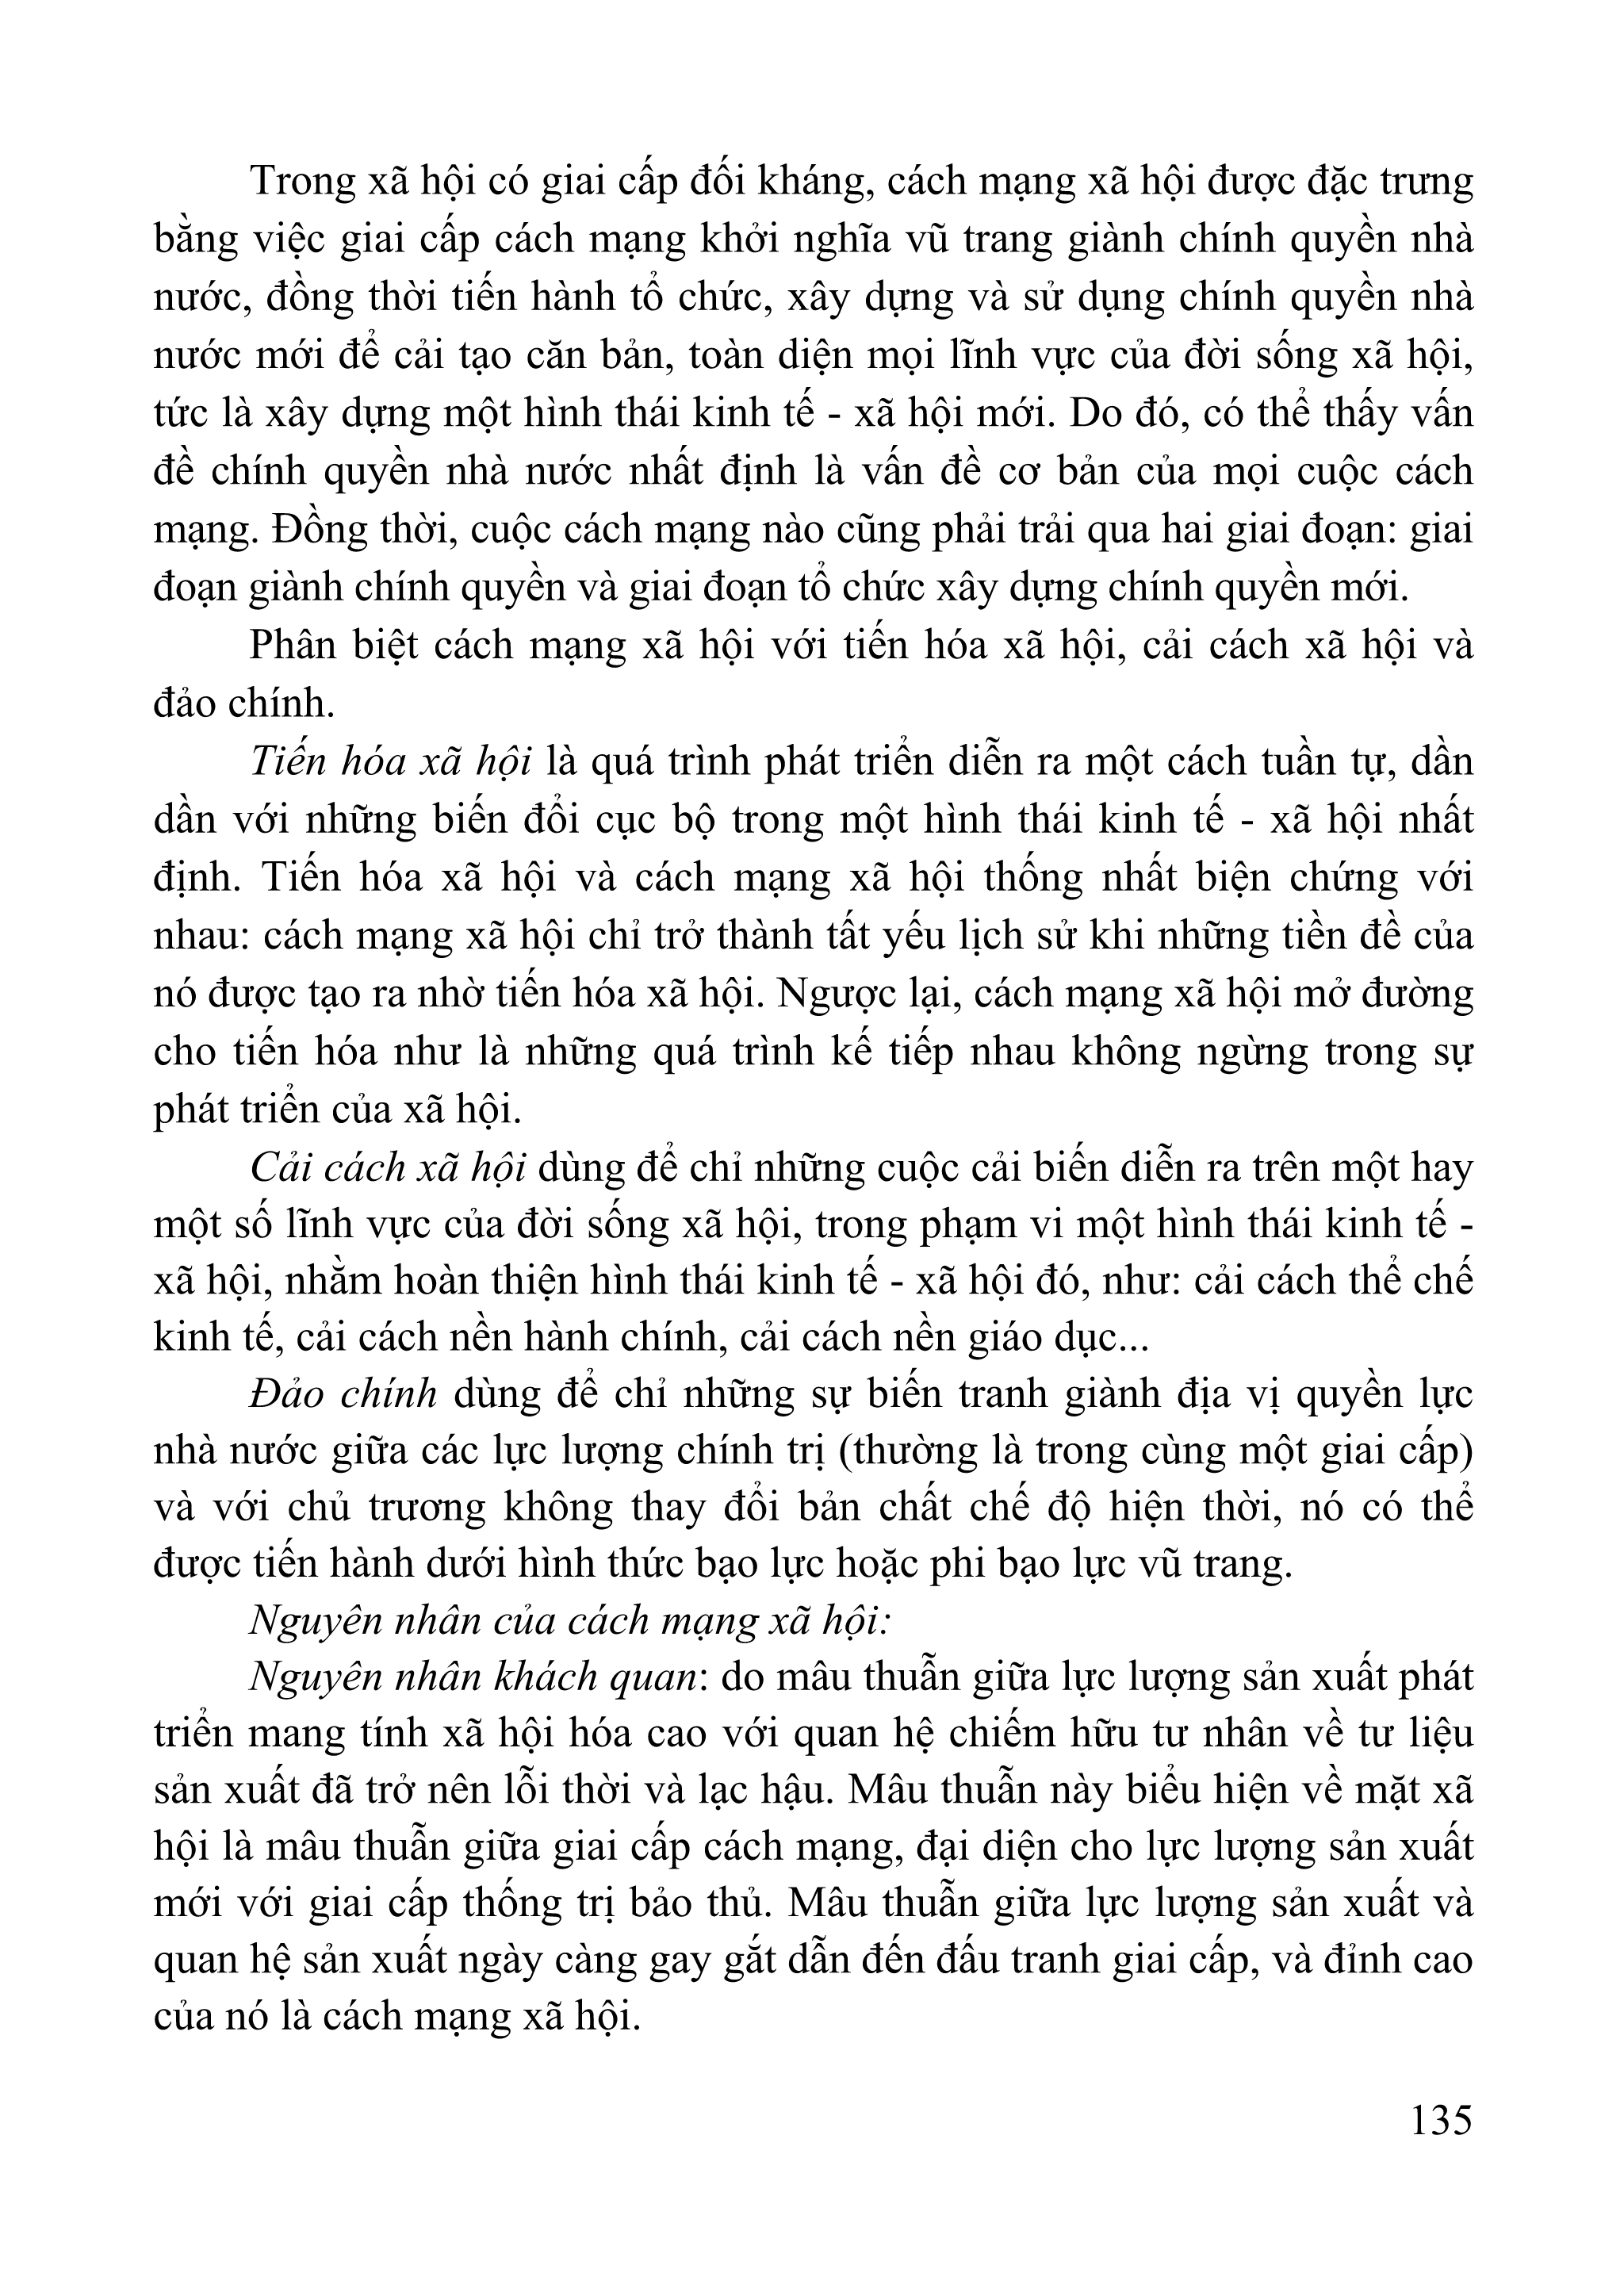 Trong xã hội có giai cấp đối kháng, cách mạng xã hội được đặc trưng
bằng việc giai cấp cách mạng khởi nghĩa vũ trang giành chính quyền nhà
nước, đồng thời tiến hành tổ chức, xây dựng và sử dụng chính quyền nhà
nước mới để cải tạo căn bản, toàn diện mọi lĩnh vực của đời sống xã hội,
tức là xây dựng một hình thái kinh tế - xã hội mới. Do đó, có thể thấy vấn
đề chính quyền nhà nước nhất định là vấn đề cơ bản của mọi cuộc cách
mạng. Đồng thời, cuộc cách mạng nào cũng phải trải qua hai giai đoạn: giai
đoạn giành chính quyền và giai đoạn tổ chức xây dựng chính quyền mới.
Phân biệt cách mạng xã hội với tiến hóa xã hội, cải cách xã hội và
đảo chính.
Tiến hóa xã hội là quá trình phát triển diễn ra một cách tuần tự, dần
dần với những biến đổi cục bộ trong một hình thái kinh tế - xã hội nhất
định. Tiến hóa xã hội và cách mạng xã hội thống nhất biện chứng với
nhau: cách mạng xã hội chỉ trở thành tất yếu lịch sử khi những tiền đề của
nó được tạo ra nhờ tiến hóa xã hội. Ngược lại, cách mạng xã hội mở đường
cho tiến hóa như là những quá trình kế tiếp nhau không ngừng trong sự
phát triển của xã hội.
Cải cách xã hội dùng để chỉ những cuộc cải biến diễn ra trên một hay
một số lĩnh vực của đời sống xã hội, trong phạm vi một hình thái kinh tế -
xã hội, nhằm hoàn thiện hình thái kinh tế - xã hội đó, như: cải cách thể chế
kinh tế, cải cách nền hành chính, cải cách nền giáo dục...
Đảo chính dùng để chỉ những sự biến tranh giành địa vị quyền lực
nhà nước giữa các lực lượng chính trị (thường là trong cùng một giai cấp)
và với chủ trương không thay đổi bản chất chế độ hiện thời, nó có thể
được tiến hành dưới hình thức bạo lực hoặc phi bạo lực vũ trang.
Nguyên nhân của cách mạng xã hội:
Nguyên nhân khách quan: do mâu thuẫn giữa lực lượng sản xuất phát
triển mang tính xã hội hóa cao với quan hệ chiếm hữu tư nhân về tư liệu
sản xuất đã trở nên lỗi thời và lạc hậu. Mâu thuẫn này biểu hiện về mặt xã
hội là mâu thuẫn giữa giai cấp cách mạng, đại diện cho lực lượng sản xuất
mới với giai cấp thống trị bảo thủ. Mâu thuẫn giữa lực lượng sản xuất và
quan hệ sản xuất ngày càng gay gắt dẫn đến đấu tranh giai cấp, và đỉnh cao
của nó là cách mạng xã hội.
135